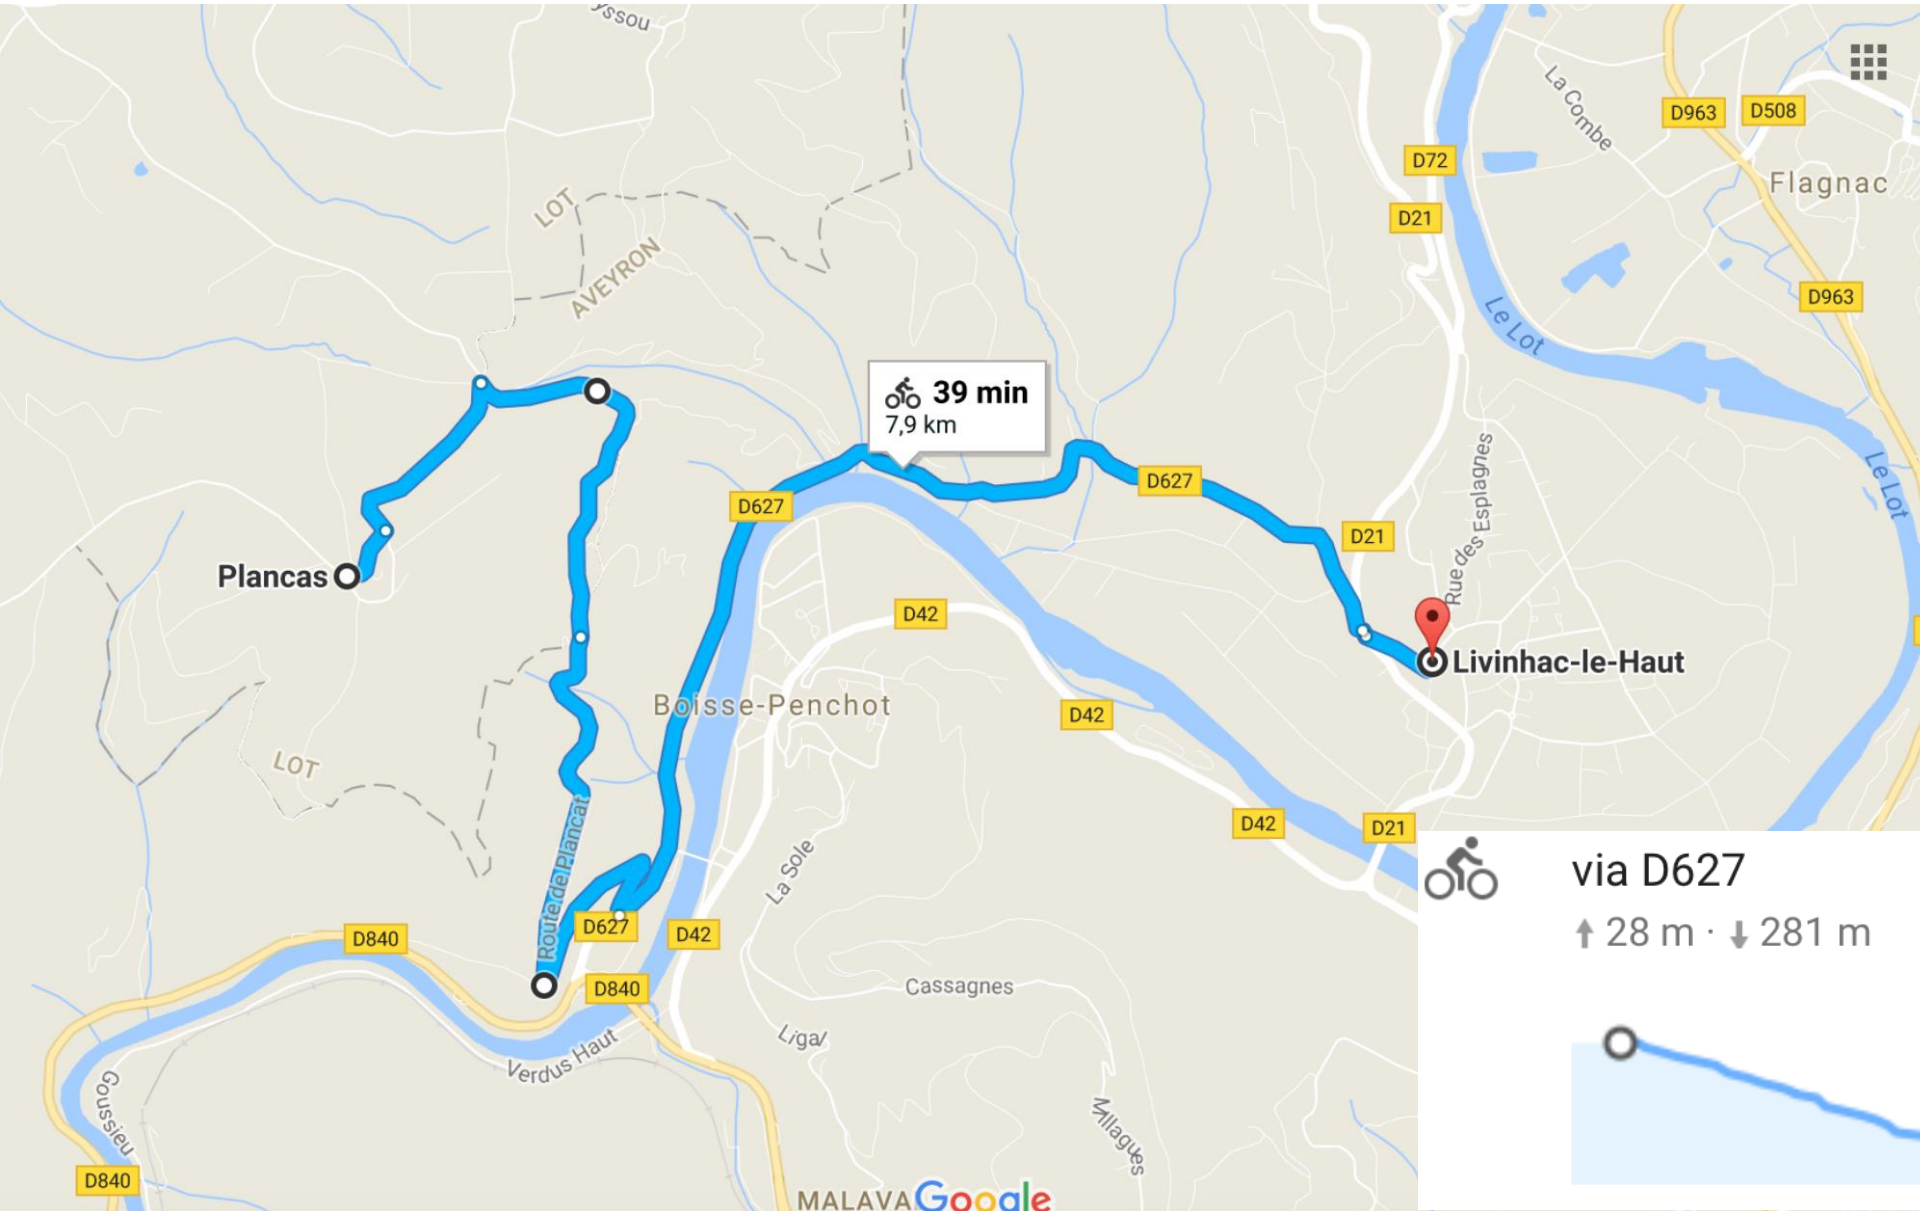 yssou
La Combe
D963
D508
D72
Flagnac
LOT
D21
AVEYRON
D963
Le Lot
39 min
7,9 km
Le Lot
D627
D627
Rue des Esplagnes
D21
Plancas
D42
Livinhac-le-Haut
Boisse-Penchot
D42
LOT
D42
D21
Route de Plancat
La Sole
via D627
28 m · 281 m
D627
D42
D840
D840
Cassagnes
Ligal
Verdus Haut
Goussieu
Millagues
D840
MALAVA
Google